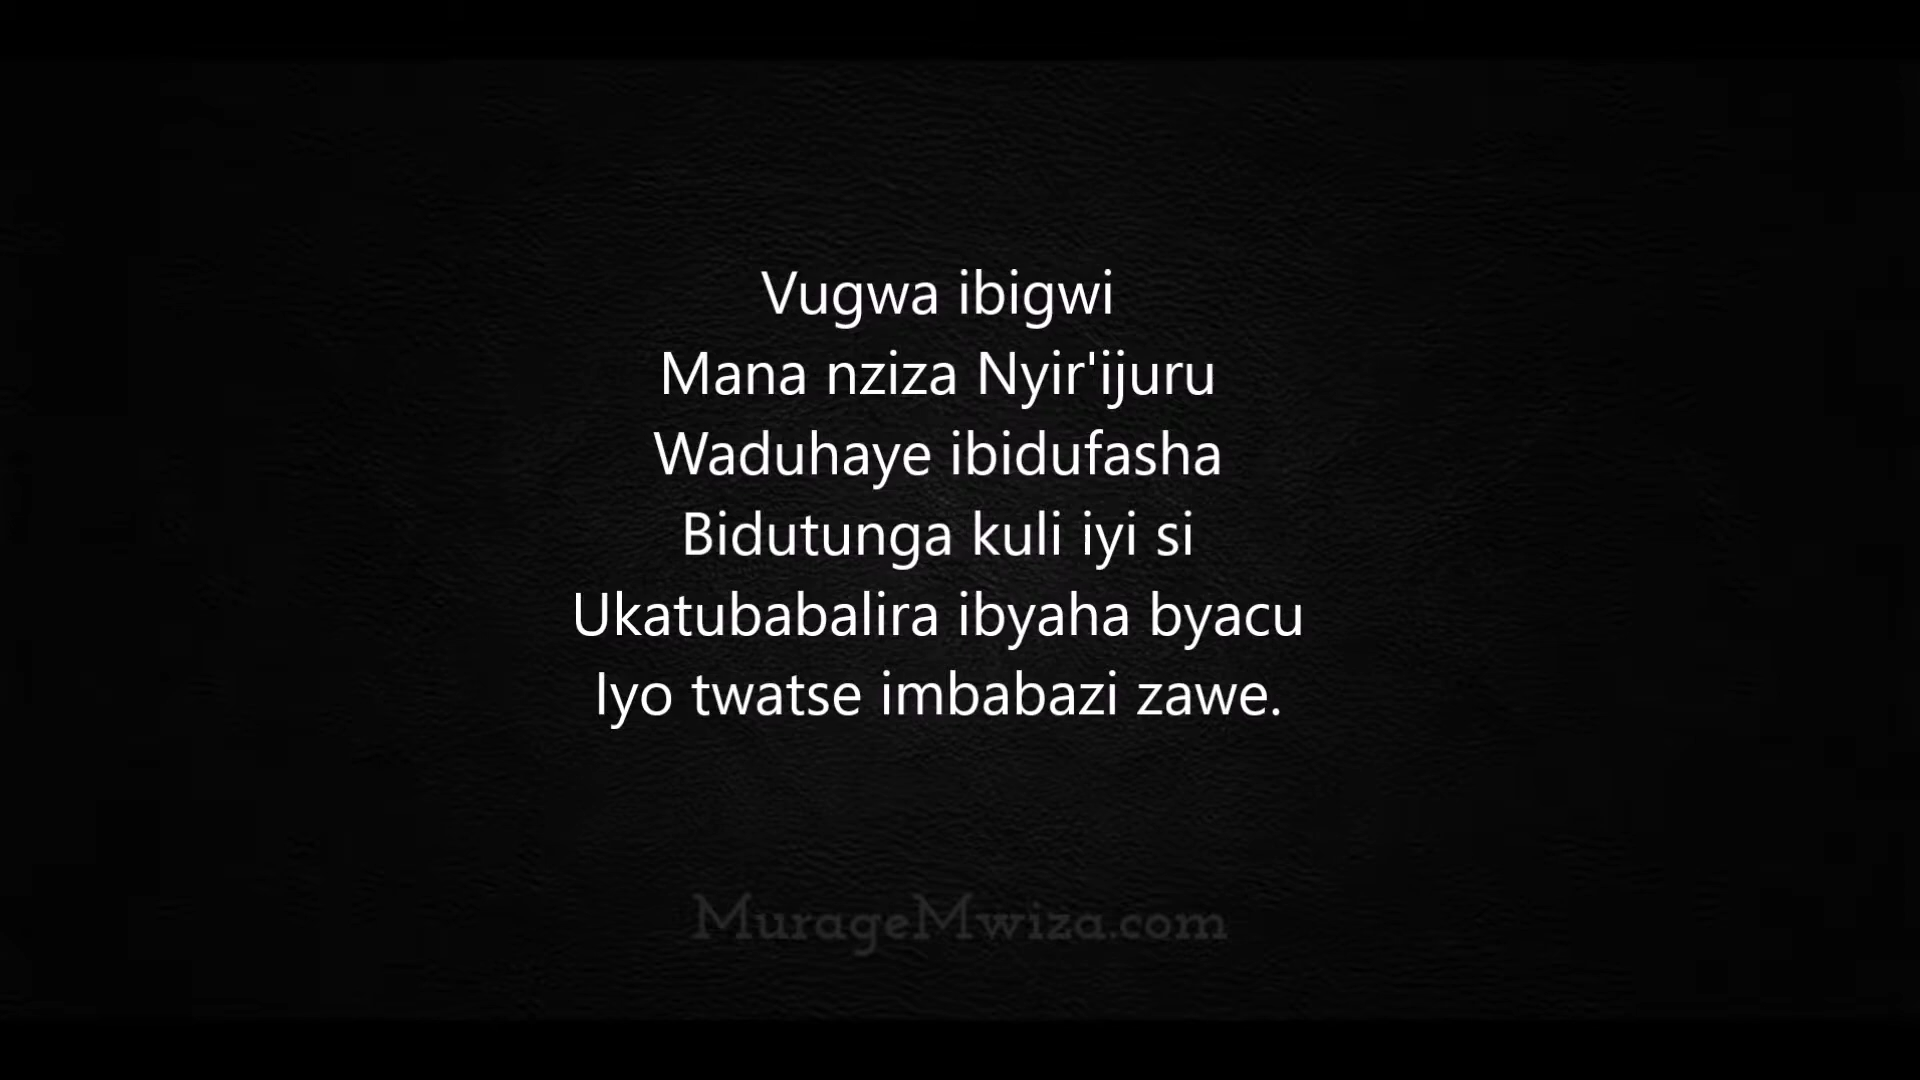 Vugwa ibigwi
Mana nziza Nyir'ijuru
Waduhaye ibidufasha
Bidutunga kuli iyi si
Ukatubabalira ibyaha byacu
Iyo twatse imbabazi zawe.
MurageMwiza.com